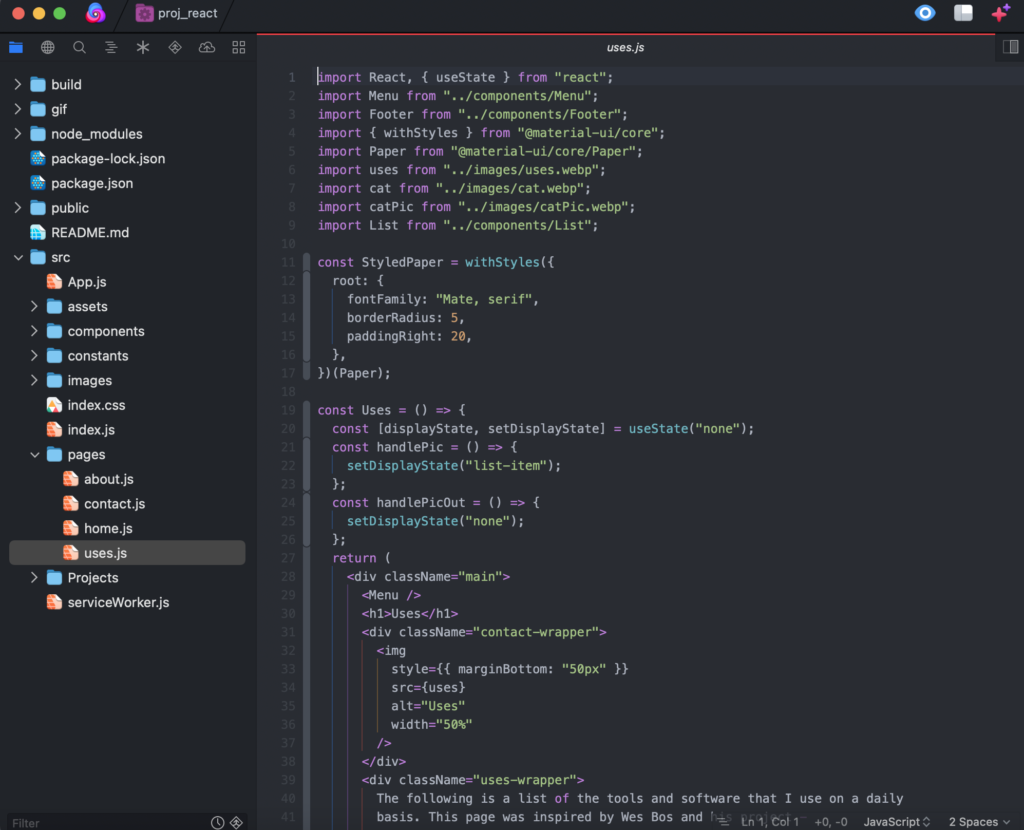 proj_react
uses.js
build
gif
node_modules
package-lock.json
package.json
public
README.md
src
App.js
assets
components
constants
images
index.css
index.js
pages
about.js
contact.js
home.js
uses.js
Projects
serviceWorker.js
Filter
1 import React, { useState } from "react";
2 import Menu from "../components/Menu";
3 import Footer from "../components/Footer";
4 import { withStyles } from "@material-ui/core";
5 import Paper from "@material-ui/core/Paper";
6 import uses from "../images/uses.webp";
7 import cat from "../images/cat.webp";
8 import catPic from "../images/catPic.webp";
9 import List from "../components/List";
10
11 const StyledPaper = withStyles({
12   root: {
13     fontFamily: "Mate, serif",
14     borderRadius: 5,
15     paddingRight: 20,
16   },
17 })(Paper);
18
19 const Uses = () => {
20   const [displayState, setDisplayState] = useState("none");
21   const handlePic = () => {
22     setDisplayState("list-item");
23   };
24   const handlePicOut = () => {
25     setDisplayState("none");
26   };
27   return (
28     <div className="main">
29       <Menu />
30       <h1>Uses</h1>
31       <div className="contact-wrapper">
32         <img
33           style={{ marginBottom: "50px" }}
34           src={uses}
35           alt="Uses"
36           width="50%"
37         />
38       </div>
39       <div className="uses-wrapper">
40         The following is a list of the tools and software that I use on a daily
41         basis. This page was inspired by Wes Bos and his project
Ln 1, Col 1 +0, -0 JavaScript 2 Spaces